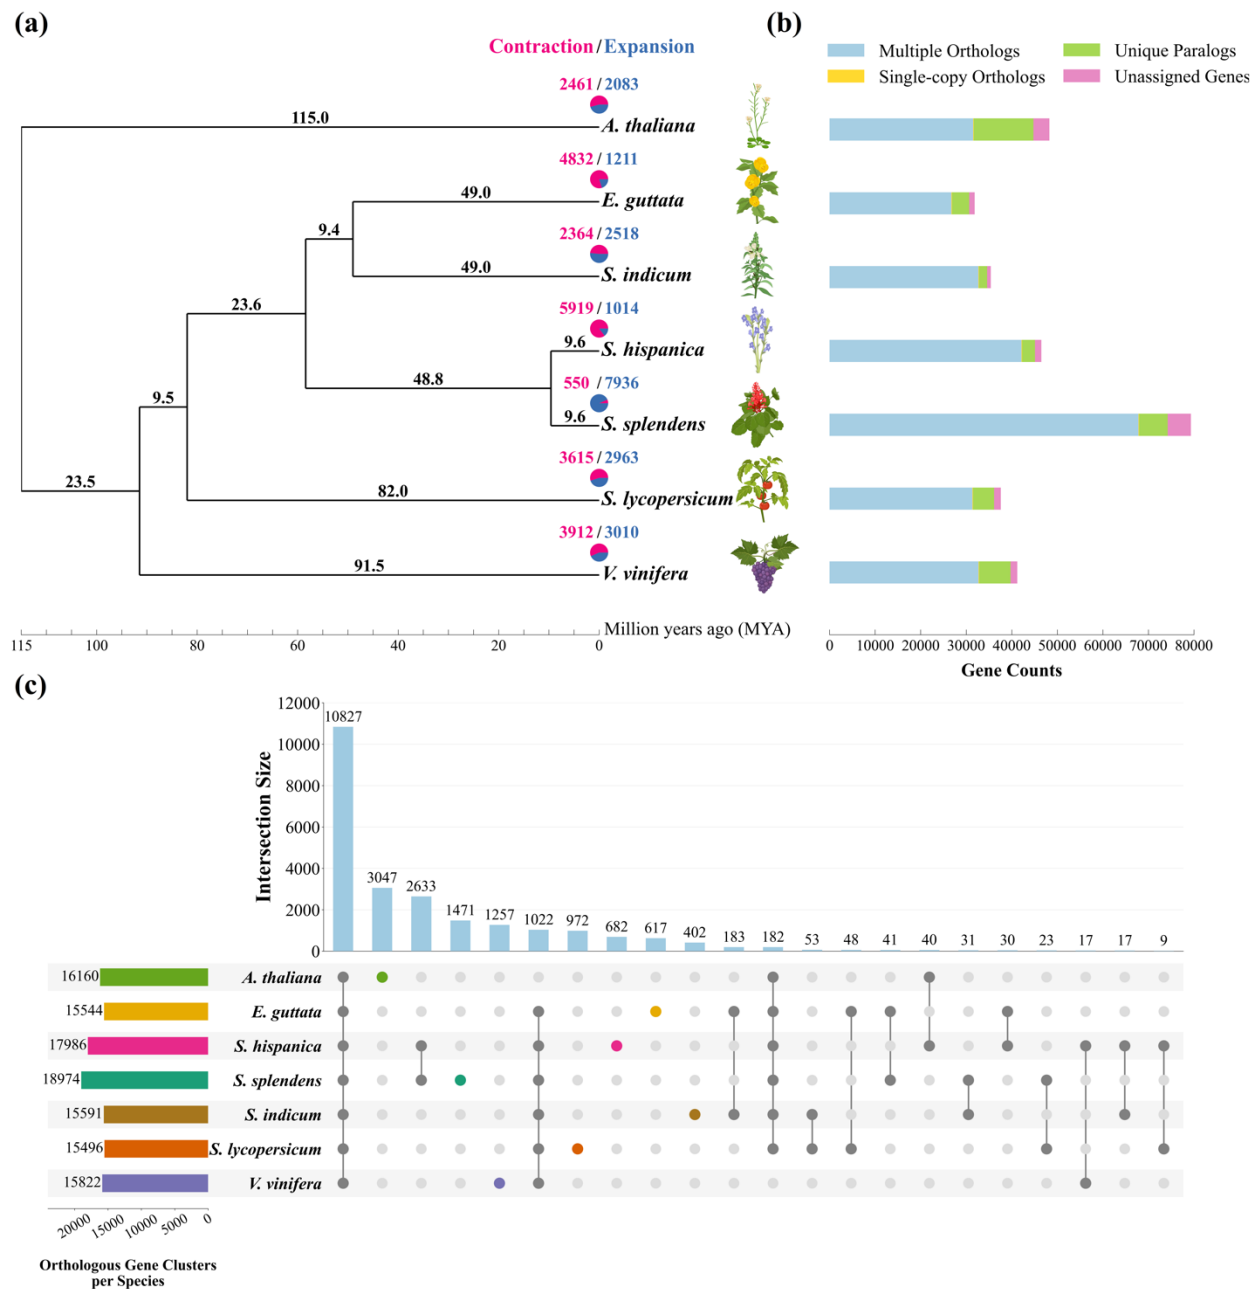 (a)
Contraction/Expansion
2461/2083
115.0
A. thaliana
4832/1211
49.0
E. guttata
9.4
2364/2518
49.0
S. indicum
23.6
5919/1014
9.6
S. hispanica
48.8
550/7936
9.6
S. splendens
9.5
3615/2963
82.0
S. lycopersicum
23.5
3912/3010
91.5
V. vinifera
115 100 80 60 40 20 0
Million years ago (MYA)
(b)
Multiple Orthologs
Unique Paralogs
Single-copy Orthologs
Unassigned Genes
0 10000 20000 30000 40000 50000 60000 70000 80000
Gene Counts
(c)
Intersection Size
12000
10000
8000
6000
4000
2000
0
10827 3047 2633 1471 1257 1022 972 682 617 402 183 182 53 48 41 40 31 30 23 17 17 9
16160 A. thaliana
15544 E. guttata
17986 S. hispanica
18974 S. splendens
15591 S. indicum
15496 S. lycopersicum
15822 V. vinifera
20000 15000 10000 5000 0
Orthologous Gene Clusters
per Species